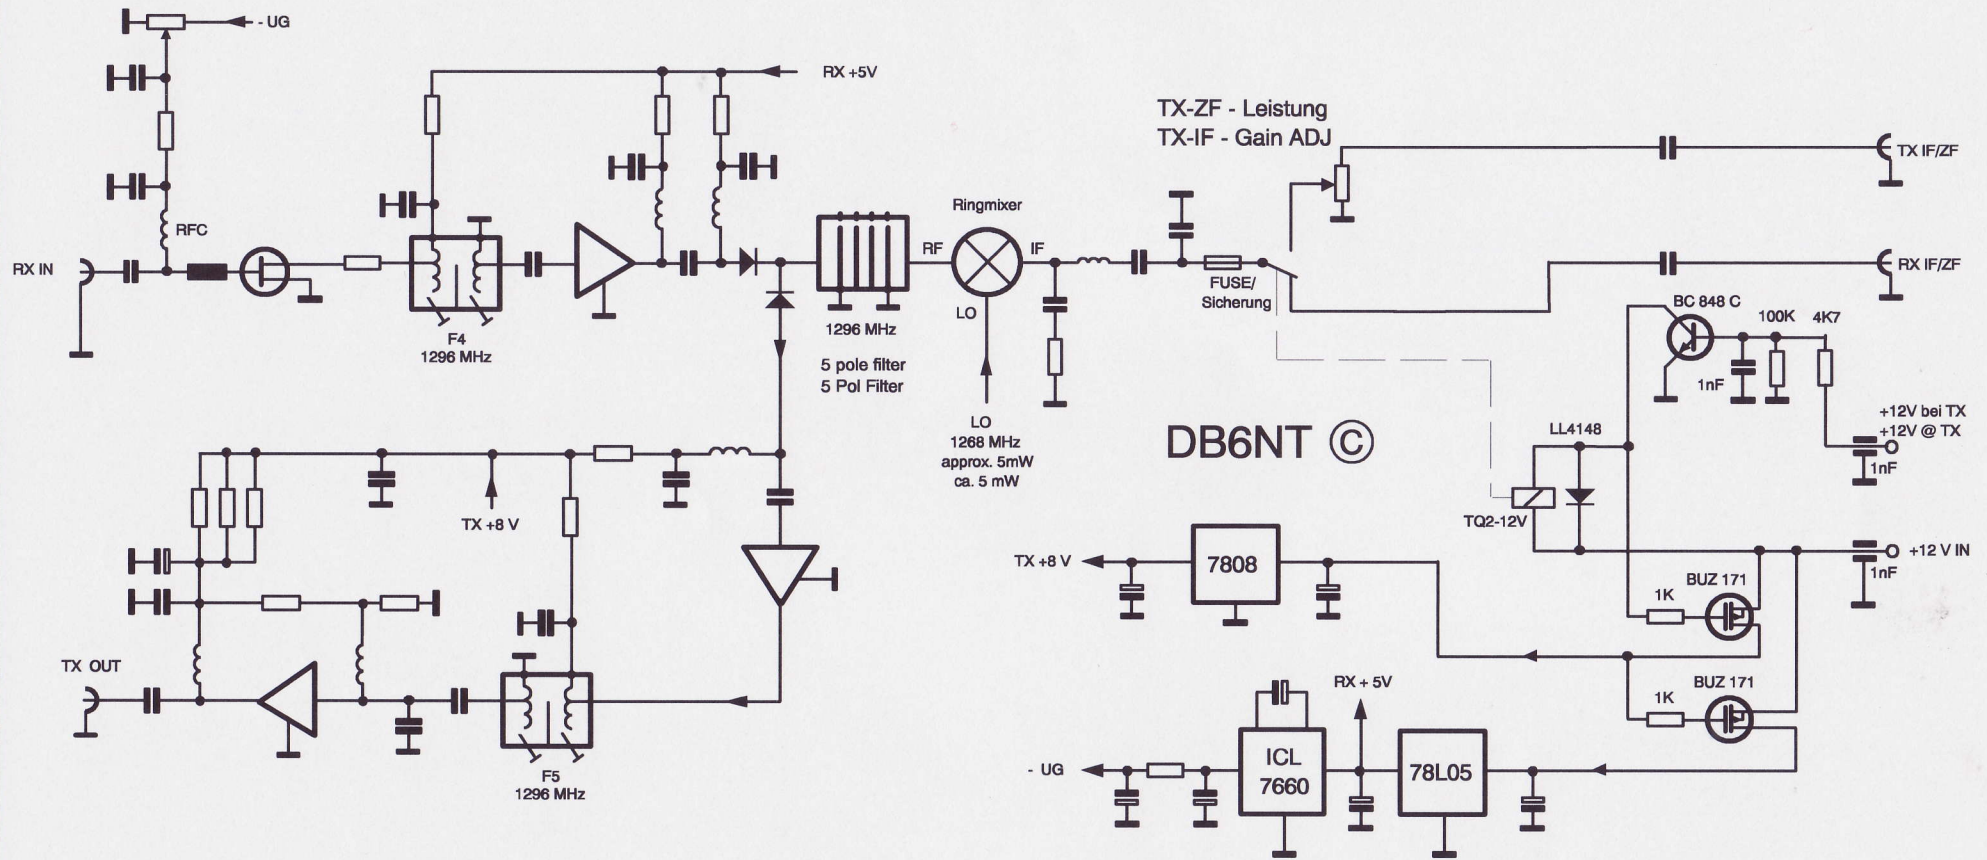 - UG
RX +5V
TX-ZF - Leistung
TX-IF - Gain ADJ
TX IF/ZF
RFC
Ringmixer
RX IN
RF
IF
RX IF/ZF
FUSE/
Sicherung
LO
BC 848 C
100K
4K7
F4
1296 MHz
1296 MHz
5 pole filter
5 Pol Filter
1nF
LO
1268 MHz
approx. 5mW
ca. 5 mW
DB6NT ©
+12V bei TX
+12V @ TX
LL4148
1nF
TX +8 V
TQ2-12V
TX +8 V
7808
+12 V IN
1nF
BUZ 171
1K
TX OUT
RX + 5V
BUZ 171
1K
F5
1296 MHz
- UG
ICL
7660
78L05